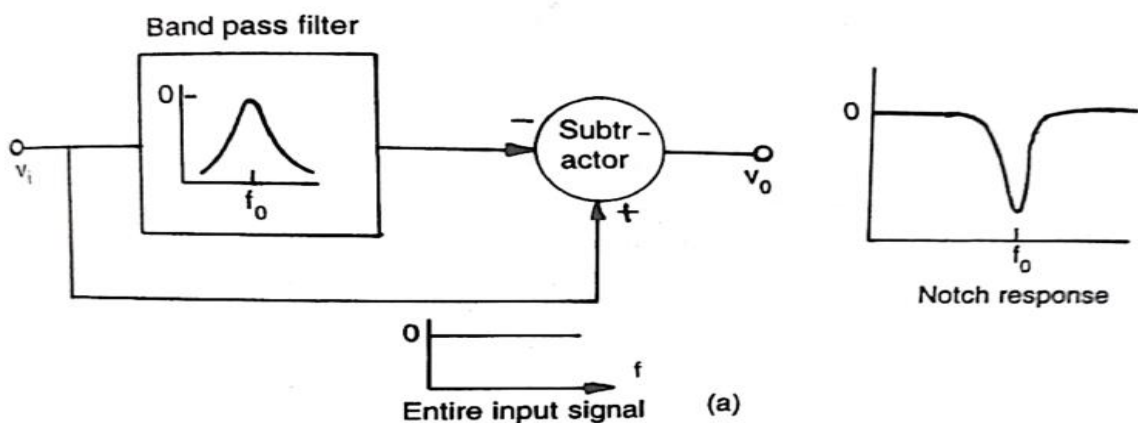 Band pass filter
0
f0
vi
−
Subtr-
actor
+
v0
0
f0
Notch response
0
f
Entire input signal
(a)